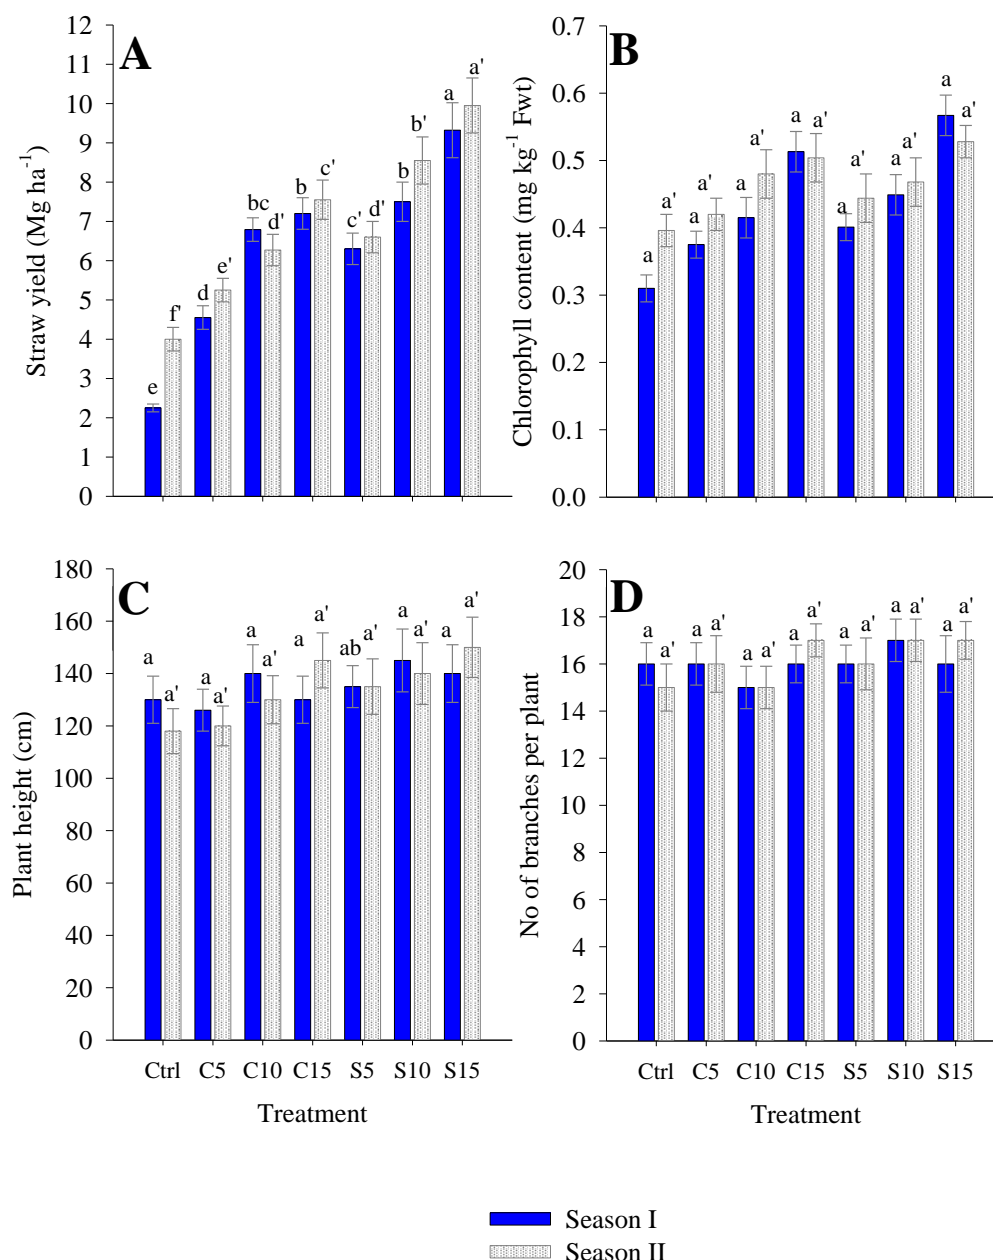 A
Straw yield (Mg ha-1)
12
11
10
9
8
7
6
5
4
3
2
1
0
e
f'
d
e'
bc
d'
b
c'
c'
d'
b
b'
a
a'
B
Chlorophyll content (mg kg-1 Fwt)
0.7
0.6
0.5
0.4
0.3
0.2
0.1
0.0
a
a'
a
a'
a
a'
a
a'
a
a'
a
a'
a
a'
C
Plant height (cm)
180
160
140
120
100
80
60
40
20
0
a
a'
a
a'
a
a'
a
a'
ab
a'
a
a'
a
a'
Ctrl C5 C10 C15 S5 S10 S15
Treatment
D
No of branches per plant
20
18
16
14
12
10
8
6
4
2
0
a
a'
a
a'
a
a'
a
a'
a
a'
a
a'
a
a'
Ctrl C5 C10 C15 S5 S10 S15
Treatment
Season I
Season II